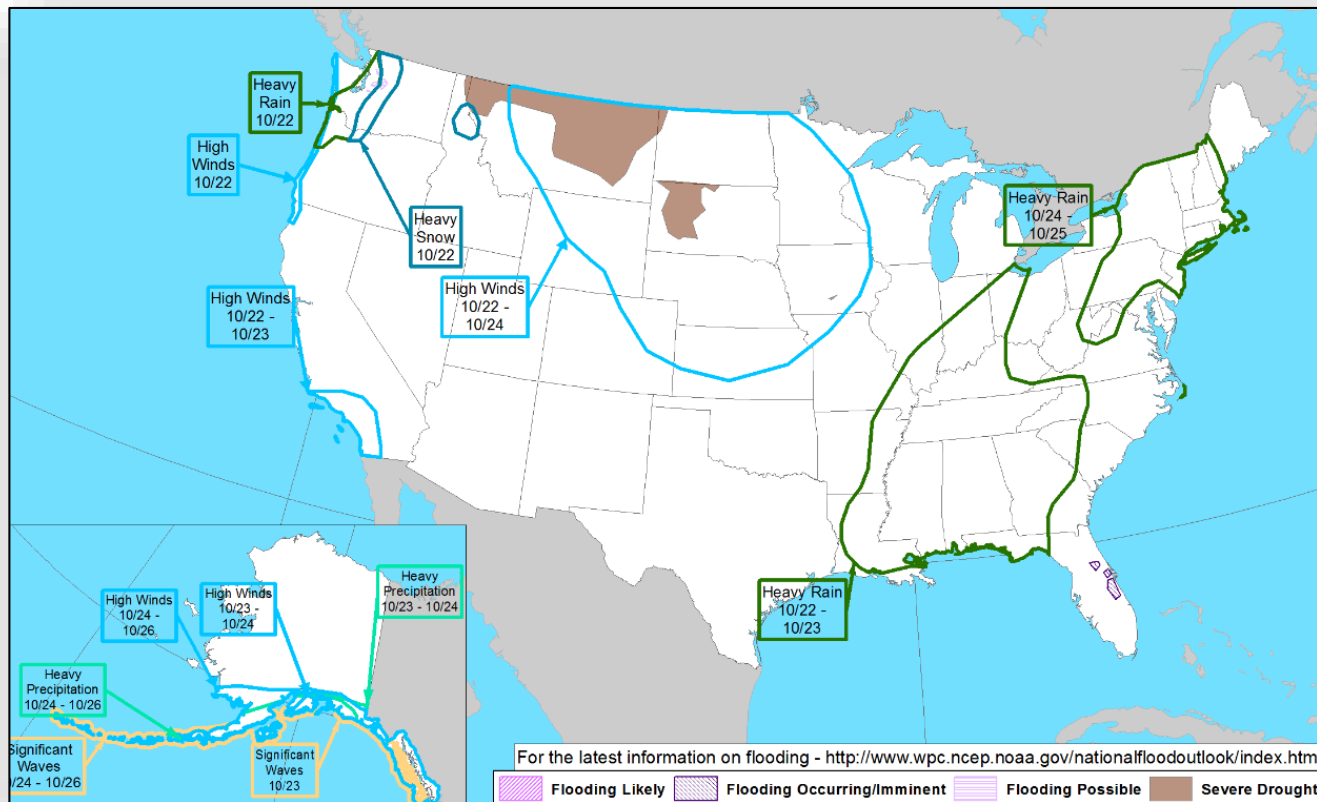 Heavy
Rain
10/22
High
Winds
10/22
Heavy
Snow
10/22
High Winds
10/22 -
10/23
High Winds
10/22 -
10/24
Heavy Rain
10/24 -
10/25
Heavy Rain
10/22 -
10/23
High Winds
10/24 -
10/26
High Winds
10/23 -
10/24
Heavy
Precipitation
10/23 - 10/24
Heavy
Precipitation
10/24 - 10/26
Significant
Waves
0/24 - 10/26
Significant
Waves
10/23
For the latest information on flooding - http://www.wpc.ncep.noaa.gov/nationalfloodoutlook/index.htm
Flooding Likely Flooding Occurring/Imminent Flooding Possible Severe Drought